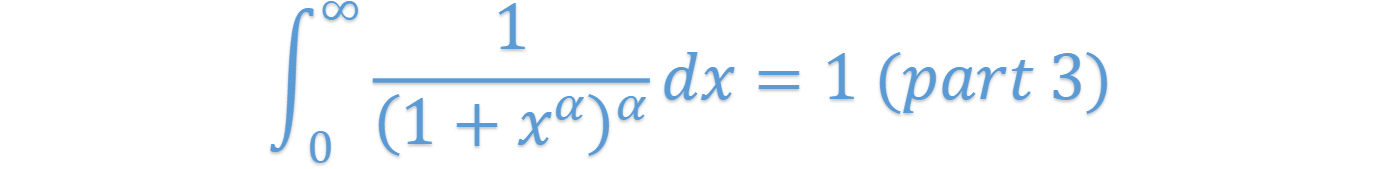 ∫₀^∞ 1/(1 + x^α)^α dx = 1 (part 3)